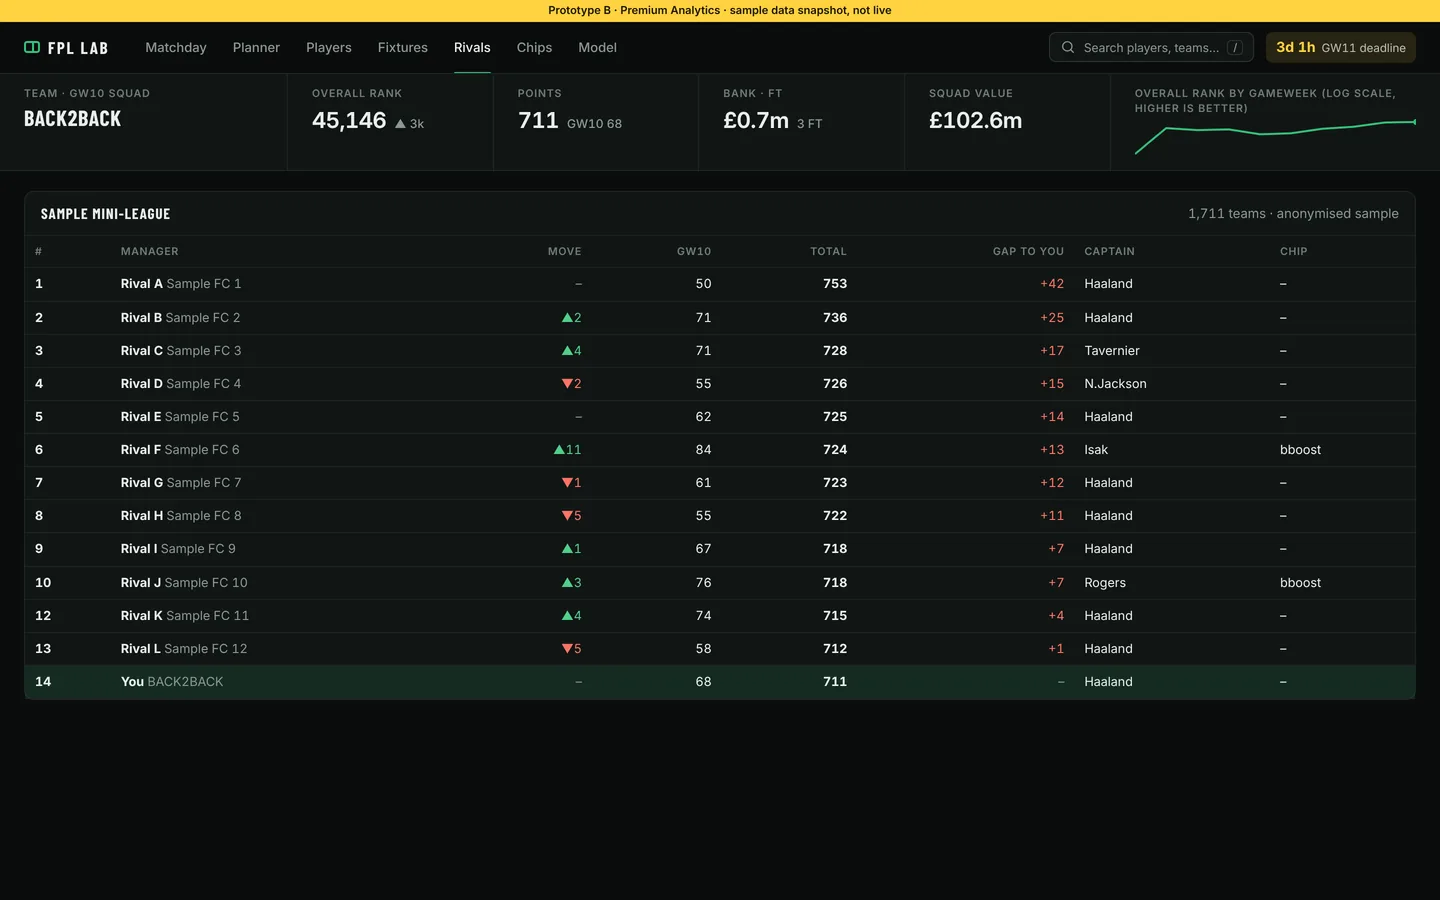 Prototype B · Premium Analytics · sample data snapshot, not live
FPL LAB Matchday Planner Players Fixtures Rivals Chips Model Search players, teams... / 3d 1h GW11 deadline
TEAM · GW10 SQUAD
BACK2BACK
OVERALL RANK
45,146 ▲ 3k
POINTS
711 GW10 68
BANK · FT
£0.7m 3 FT
SQUAD VALUE
£102.6m
OVERALL RANK BY GAMEWEEK (LOG SCALE,
HIGHER IS BETTER)
SAMPLE MINI-LEAGUE 1,711 teams · anonymised sample
# MANAGER MOVE GW10 TOTAL GAP TO YOU CAPTAIN CHIP
1 Rival A Sample FC 1 – 50 753 +42 Haaland –
2 Rival B Sample FC 2 ▲2 71 736 +25 Haaland –
3 Rival C Sample FC 3 ▲4 71 728 +17 Tavernier –
4 Rival D Sample FC 4 ▼2 55 726 +15 N.Jackson –
5 Rival E Sample FC 5 – 62 725 +14 Haaland –
6 Rival F Sample FC 6 ▲11 84 724 +13 Isak bboost
7 Rival G Sample FC 7 ▼1 61 723 +12 Haaland –
8 Rival H Sample FC 8 ▼5 55 722 +11 Haaland –
9 Rival I Sample FC 9 ▲1 67 718 +7 Haaland –
10 Rival J Sample FC 10 ▲3 76 718 +7 Rogers bboost
12 Rival K Sample FC 11 ▲4 74 715 +4 Haaland –
13 Rival L Sample FC 12 ▼5 58 712 +1 Haaland –
14 You BACK2BACK – 68 711 – Haaland –